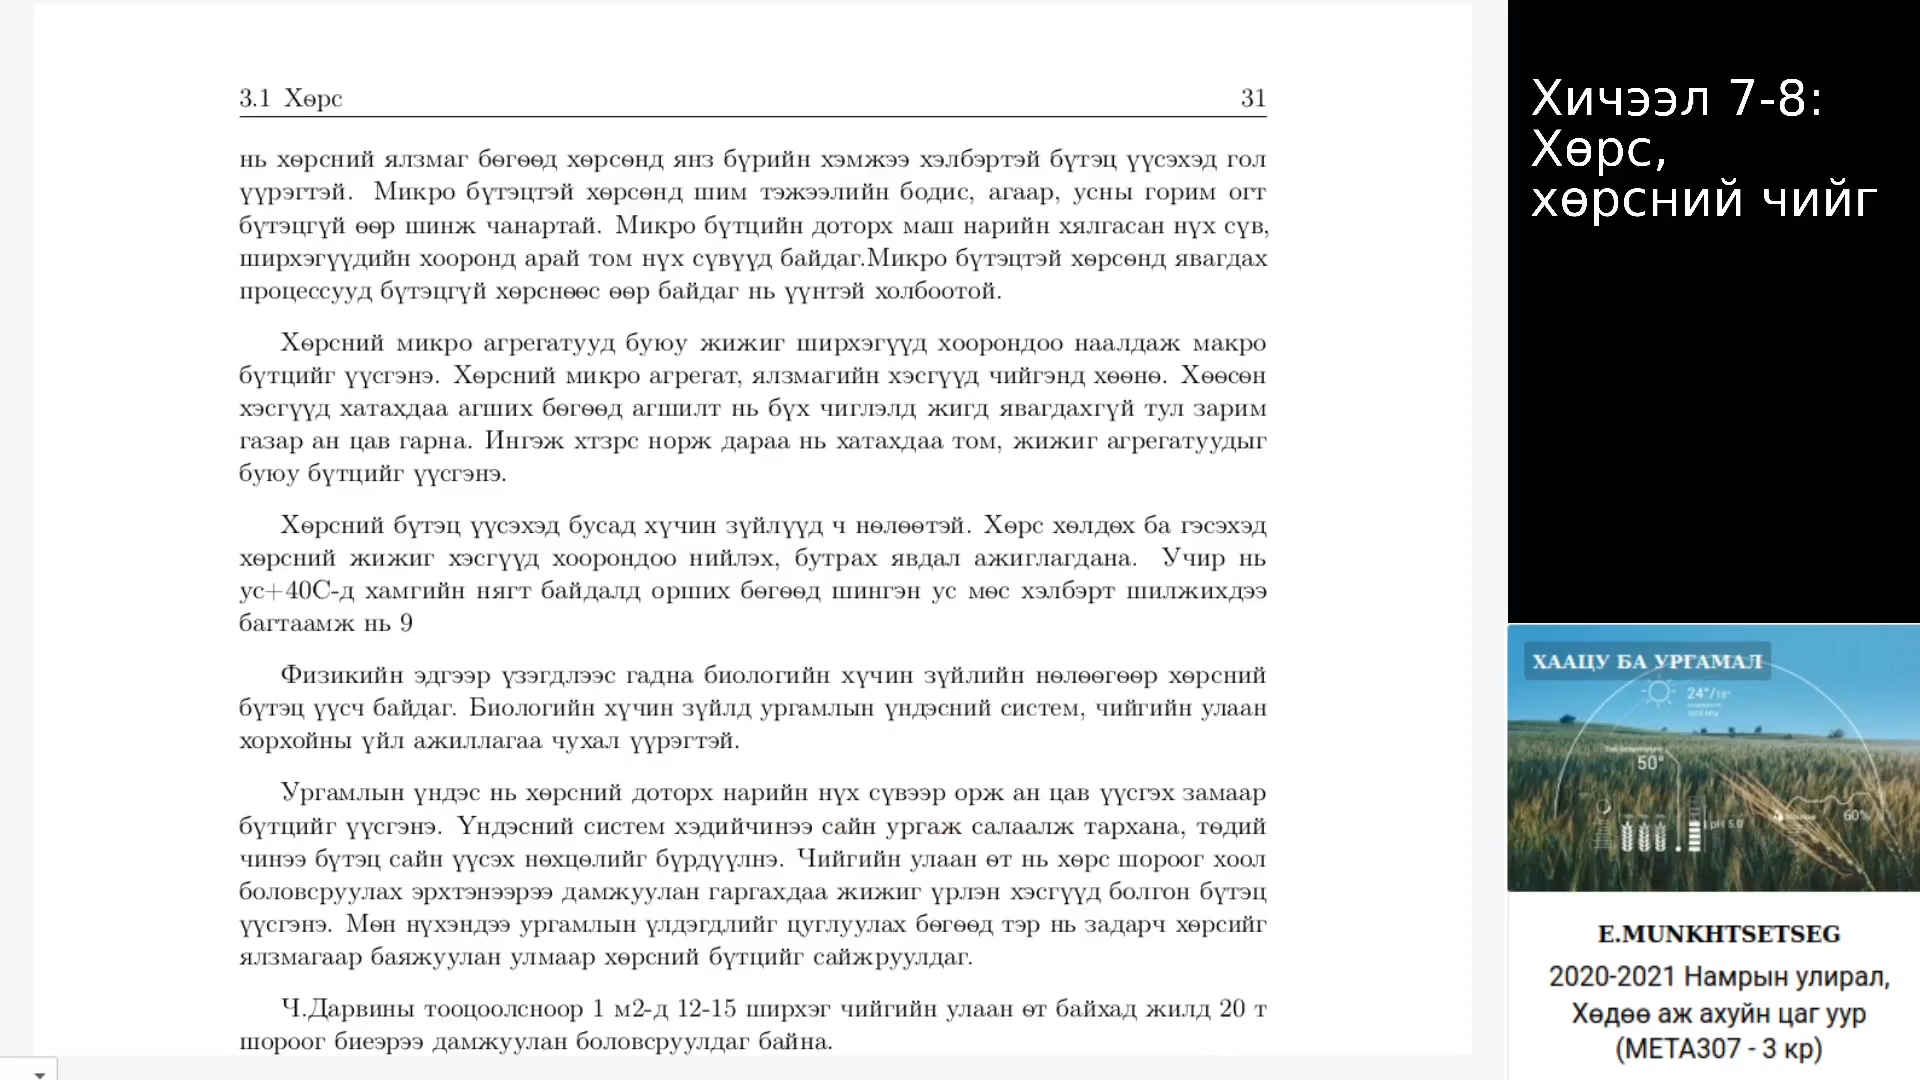 3.1 Хөрс 31
нь хөрсний ялзмаг бөгөөд хөрсөнд янз бүрийн хэмжээ хэлбэртэй бүтэц үүсэхэд гол
үүрэгтэй. Микро бүтэцтэй хөрсөнд шим тэжээлийн бодис, агаар, усны горим огт
бүтэцгүй өөр шинж чанартай. Микро бүтцийн доторх маш нарийн хялгасан нүх сүв,
ширхэгүүдийн хооронд арай том нүх сүвүүд байдаг.Микро бүтэцтэй хөрсөнд явагдах
процессууд бүтэцгүй хөрснөөс өөр байдаг нь үүнтэй холбоотой.
Хөрсний микро агрегатууд буюу жижиг ширхэгүүд хоорондоо наалдаж макро
бүтцийг үүсгэнэ. Хөрсний микро агрегат, ялзмагийн хэсгүүд чийгэнд хөөнө. Хөөсөн
хэсгүүд хатахдаа агших бөгөөд агшилт нь бүх чиглэлд жигд явагдахгүй тул зарим
газар ан цав гарна. Ингэж хтзрс норж дараа нь хатахдаа том, жижиг агрегатуудыг
буюу бүтцийг үүсгэнэ.
Хөрсний бүтэц үүсэхэд бусад хүчин зүйлүүд ч нөлөөтэй. Хөрс хөлдөх ба гэсэхэд
хөрсний жижиг хэсгүүд хоорондоо нийлэх, бутрах явдал ажиглагдана. Учир нь
ус+40С-д хамгийн нягт байдалд орших бөгөөд шингэн ус мөс хэлбэрт шилжихдээ
багтаамж нь 9
Физикийн эдгээр үзэгдлээс гадна биологийн хүчин зүйлийн нөлөөгөөр хөрсний
бүтэц үүсч байдаг. Биологийн хүчин зүйлд ургамлын үндэсний систем, чийгийн улаан
хорхойны үйл ажиллагаа чухал үүрэгтэй.
Ургамлын үндэс нь хөрсний доторх нарийн нүх сүвээр орж ан цав үүсгэх замаар
бүтцийг үүсгэнэ. Үндэсний систем хэдийчинээ сайн ургаж салаалж тархана, төдий
чинээ бүтэц сайн үүсэх нөхцөлийг бүрдүүлнэ. Чийгийн улаан өт нь хөрс шороог хоол
боловсруулах эрхтэнээрээ дамжуулан гаргахдаа жижиг үрлэн хэсгүүд болгон бүтэц
үүсгэнэ. Мөн нүхэндээ ургамлын үлдэгдлийг цуглуулах бөгөөд тэр нь задарч хөрсийг
ялзмагаар баяжуулан улмаар хөрсний бүтцийг сайжруулдаг.
Ч.Дарвины тооцоолсноор 1 м2-д 12-15 ширхэг чийгийн улаан өт байхад жилд 20 т
шороог биеэрээ дамжуулан боловсруулдаг байна.
Хичээл 7-8:
Хөрс,
хөрсний чийг
ХААЦУ БА УРГАМАЛ
24°/18°
50°
pH 5.0
60%
E.MUNKHTSETSEG
2020-2021 Намрын улирал,
Хөдөө аж ахуйн цаг уур
(META307 - 3 кр)